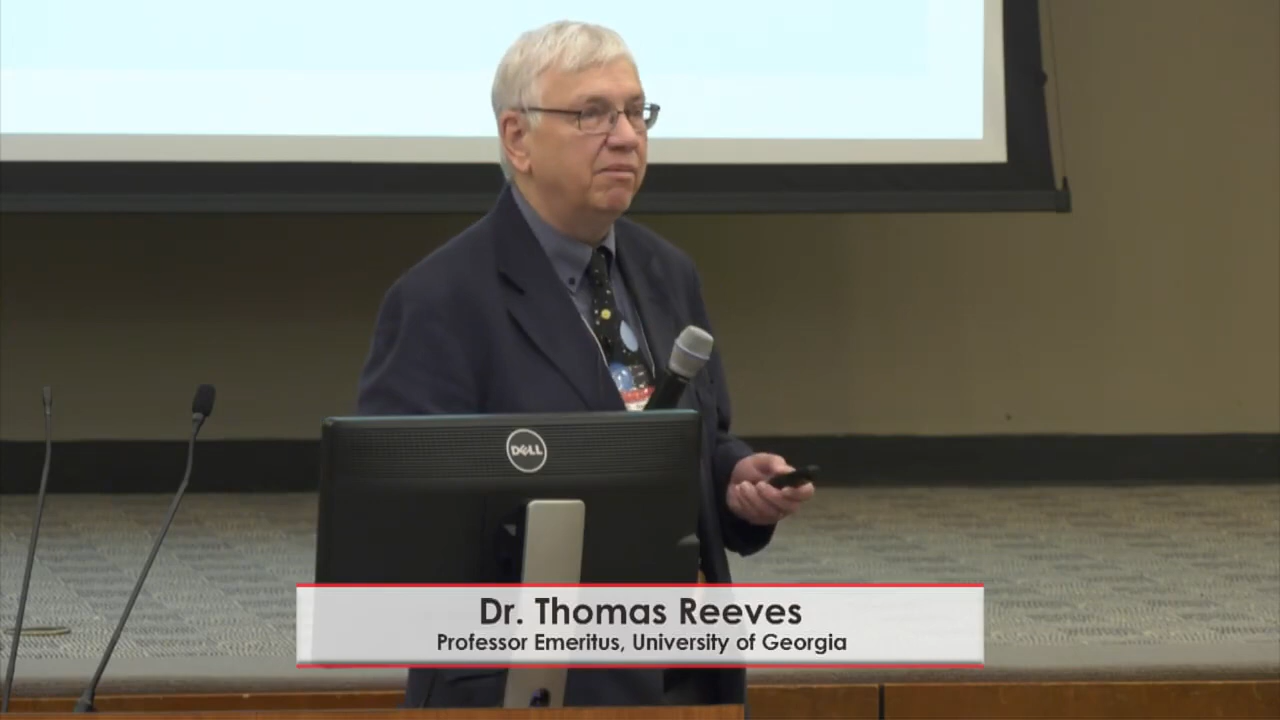 DELL
Dr. Thomas Reeves
Professor Emeritus, University of Georgia